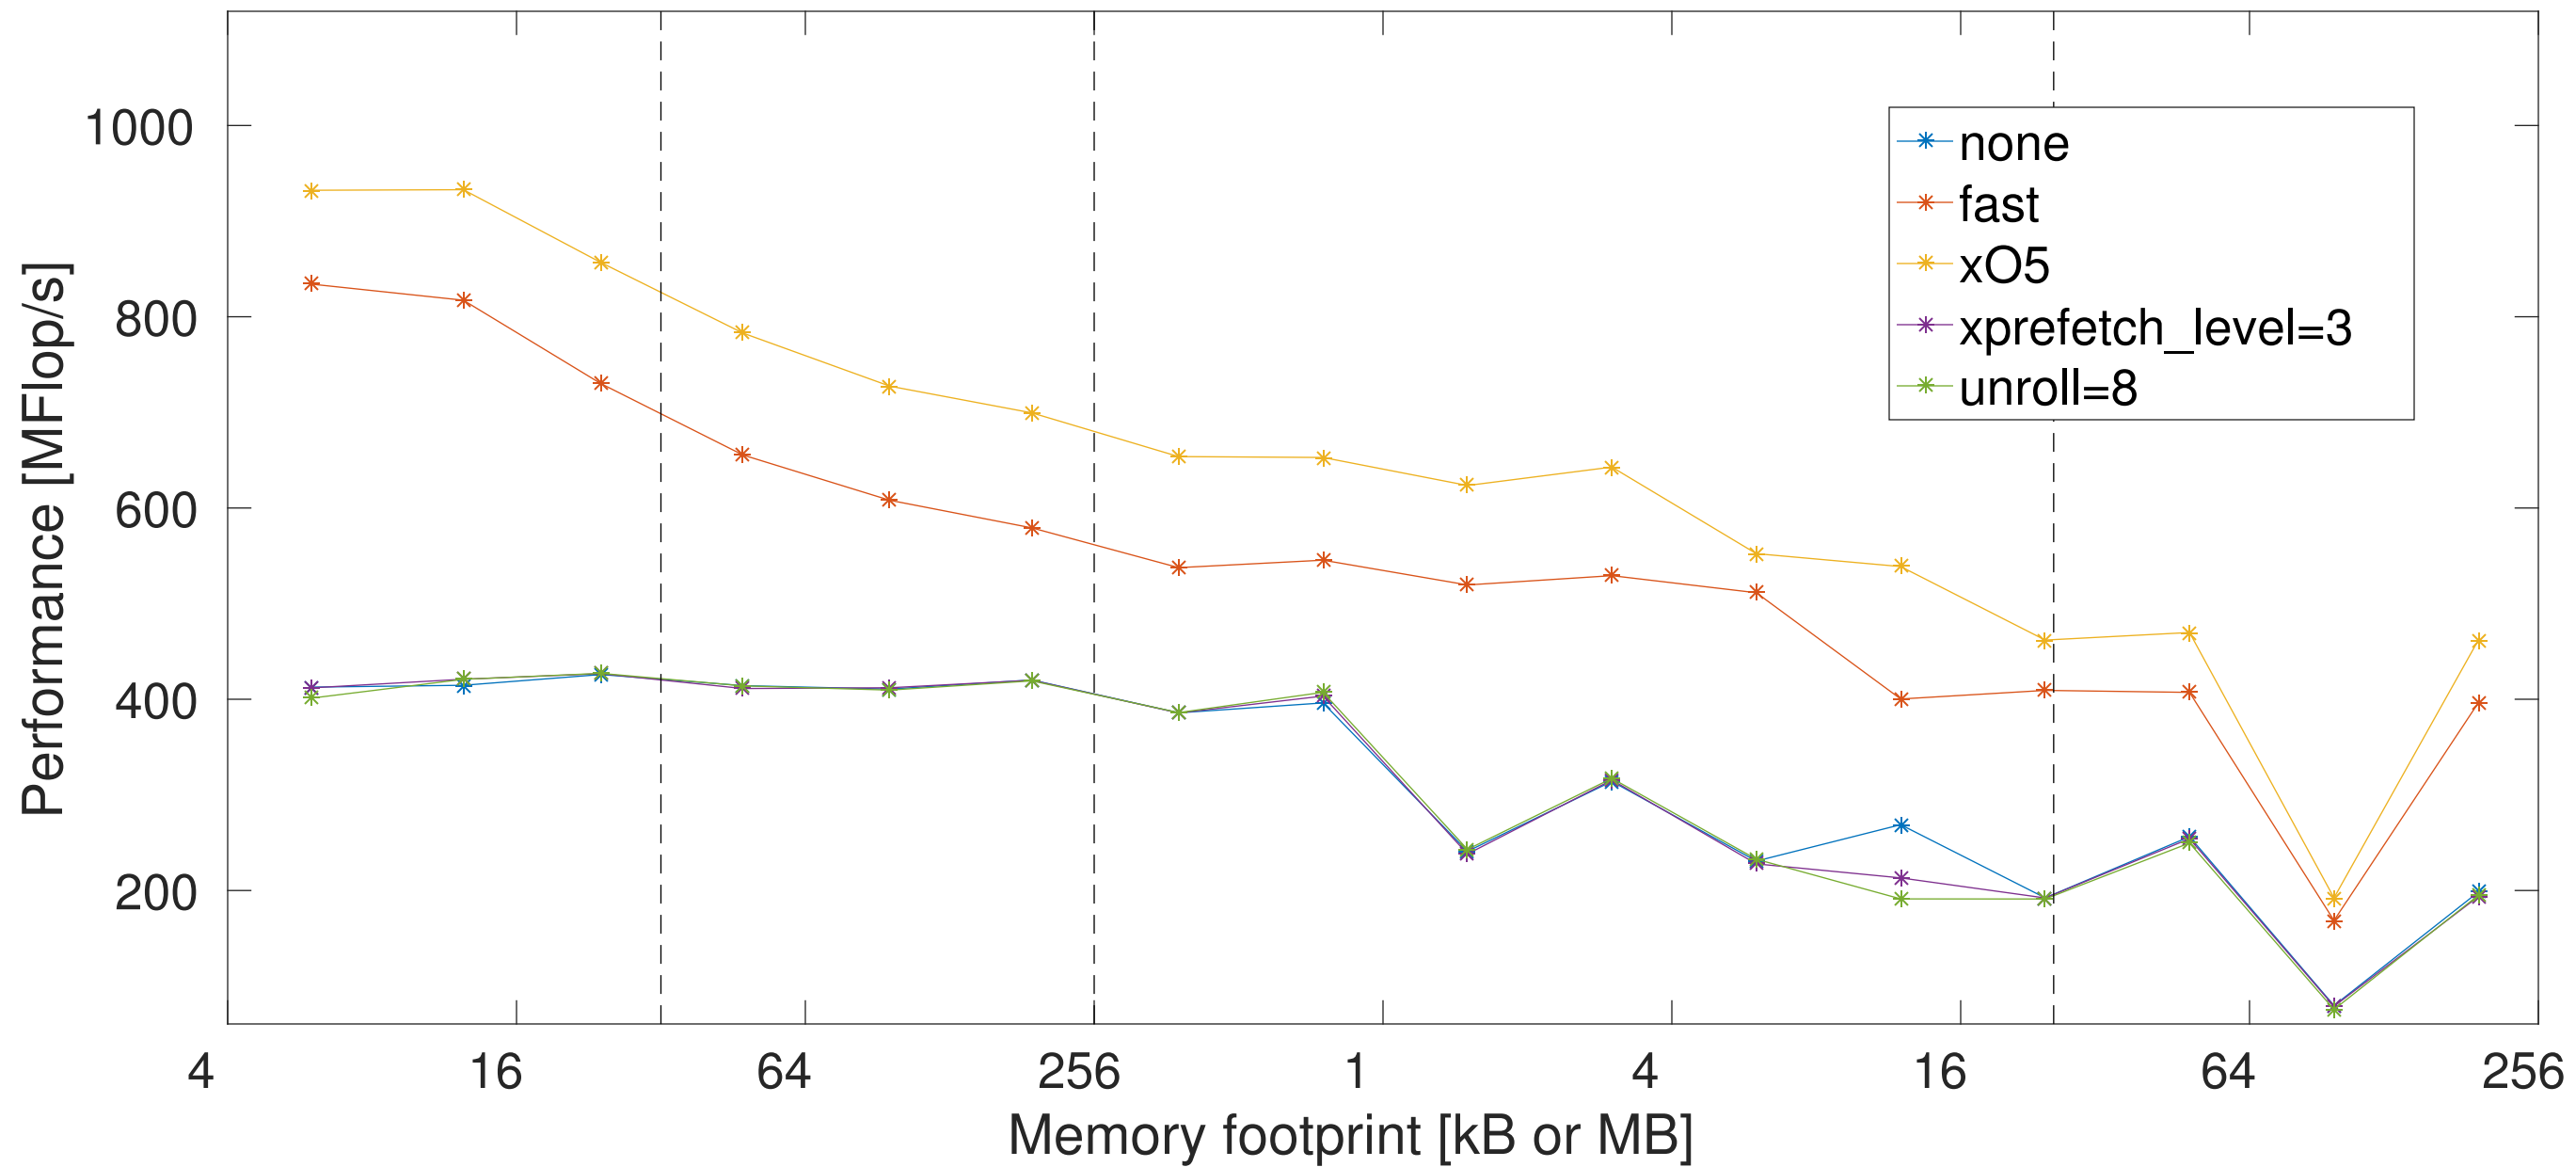 1000
800
600
400
200
Performance [MFlop/s]
none
fast
xO5
xprefetch_level=3
unroll=8
4 16 64 256 1 4 16 64 256
Memory footprint [kB or MB]